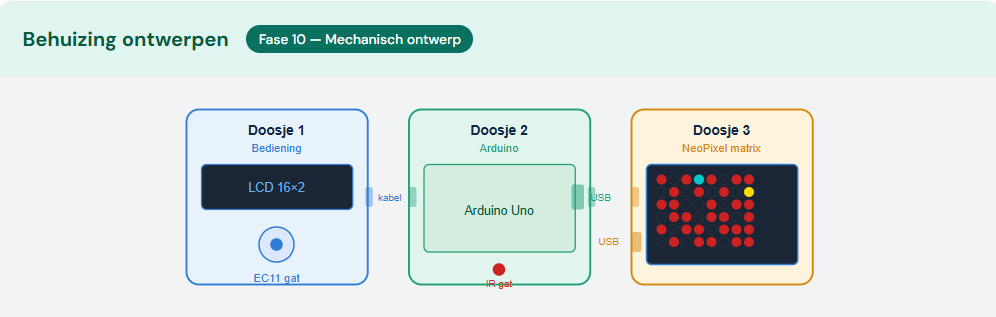 Behuizing ontwerpen
Fase 10 — Mechanisch ontwerp
Doosje 1
Bediening
LCD 16×2
EC11 gat
kabel
Doosje 2
Arduino
Arduino Uno
IR gat
USB
USB
Doosje 3
NeoPixel matrix